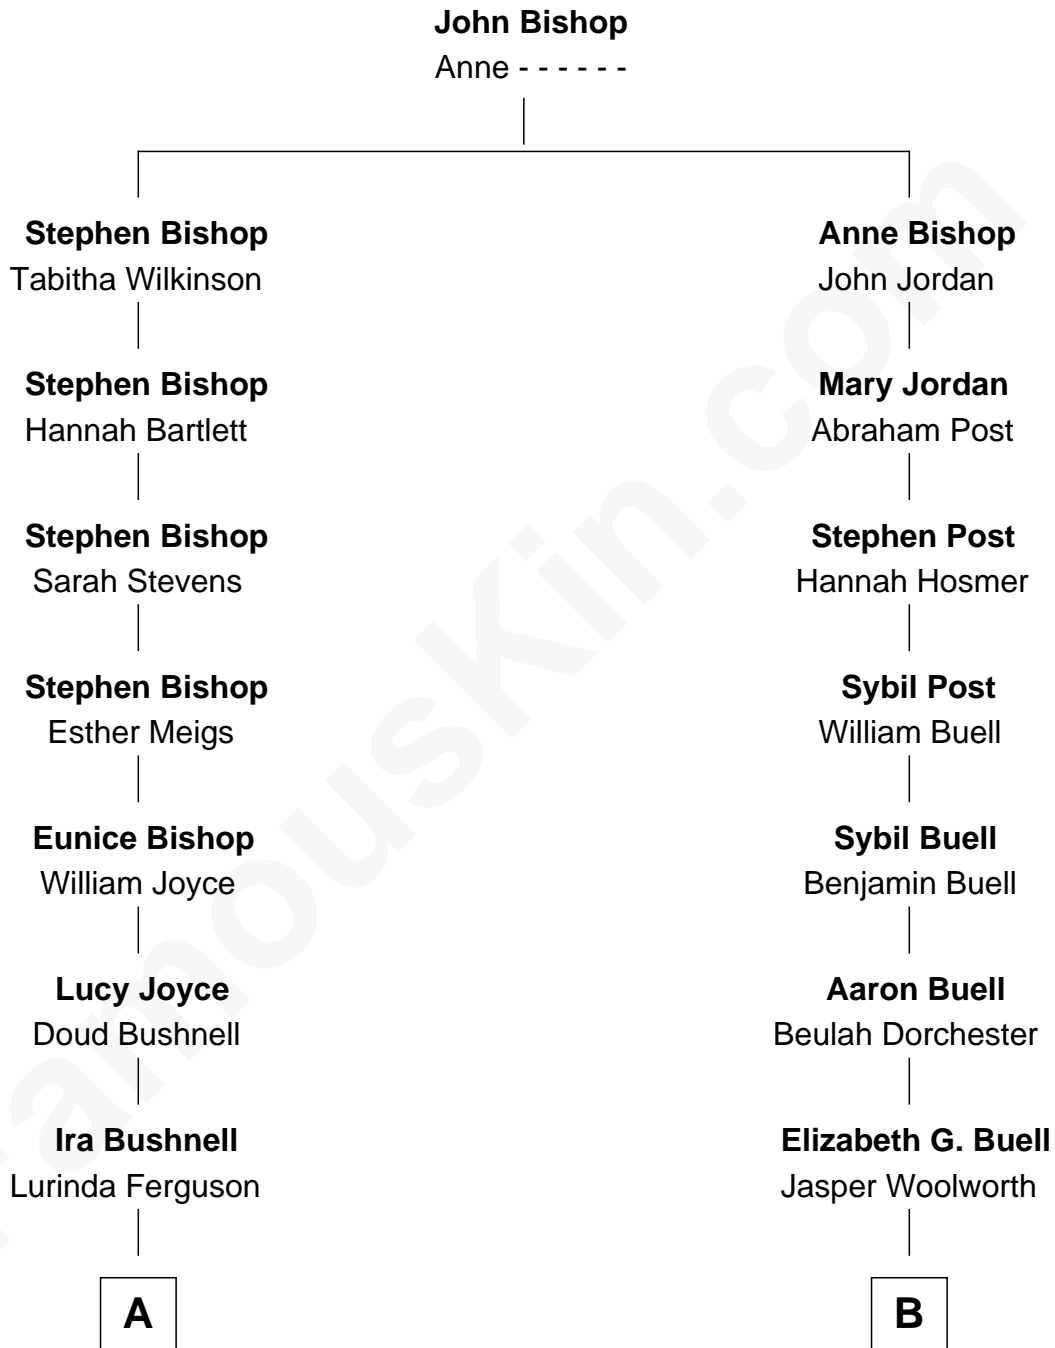 John Bishop
Anne - - - - - -
Stephen Bishop
Tabitha Wilkinson
Anne Bishop
John Jordan
Stephen Bishop
Hannah Bartlett
Mary Jordan
Abraham Post
Stephen Bishop
Sarah Stevens
Stephen Post
Hannah Hosmer
Stephen Bishop
Esther Meigs
Sybil Post
William Buell
Eunice Bishop
William Joyce
Sybil Buell
Benjamin Buell
Lucy Joyce
Doud Bushnell
Aaron Buell
Beulah Dorchester
Ira Bushnell
Lurinda Ferguson
Elizabeth G. Buell
Jasper Woolworth
A
B
FamousKin.com